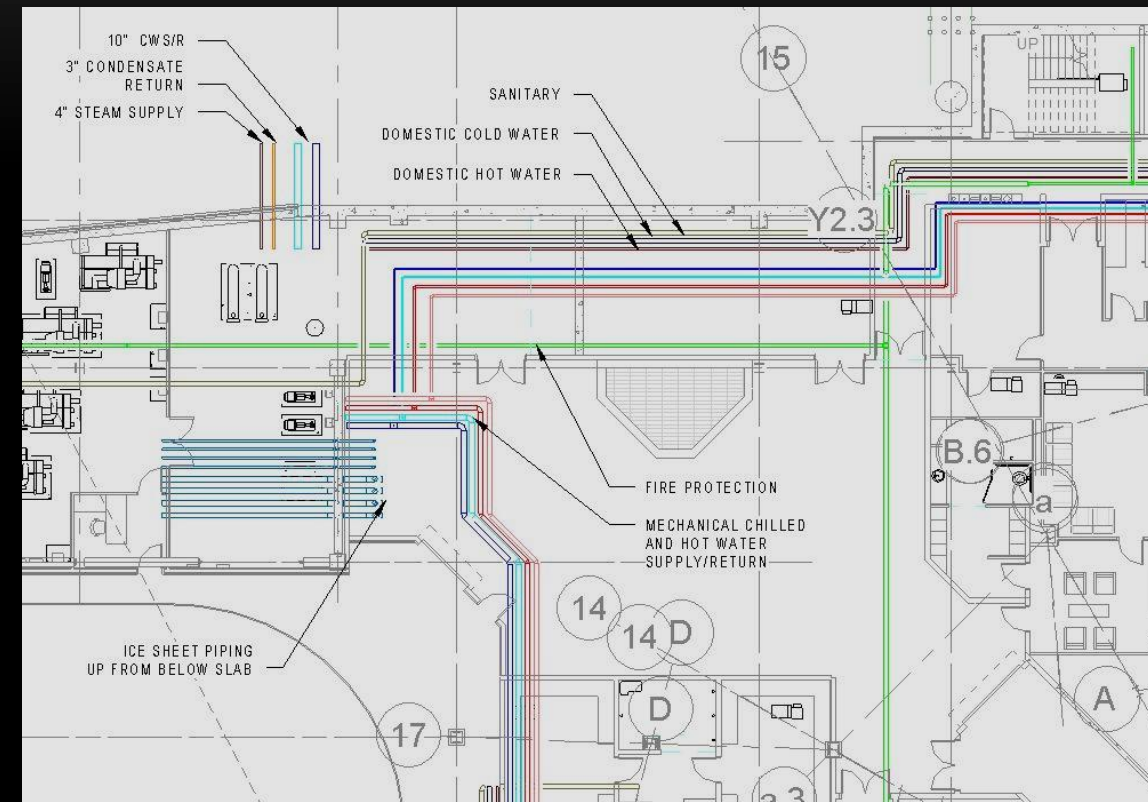 10" CWS/R
3" CONDENSATE
RETURN
4" STEAM SUPPLY
SANITARY
DOMESTIC COLD WATER
DOMESTIC HOT WATER
15
UP
Y2.3
B.6
a
FIRE PROTECTION
MECHANICAL CHILLED
AND HOT WATER
SUPPLY/RETURN
14
14
D
ICE SHEET PIPING
UP FROM BELOW SLAB
D
A
17
a.3